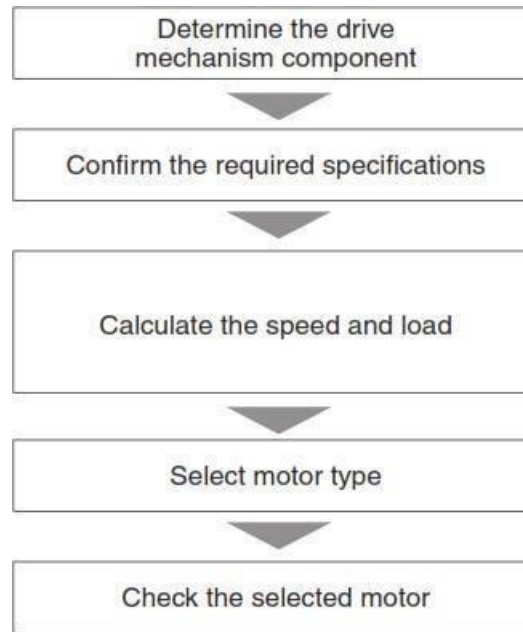 Determine the drive
mechanism component
Confirm the required specifications
Calculate the speed and load
Select motor type
Check the selected motor